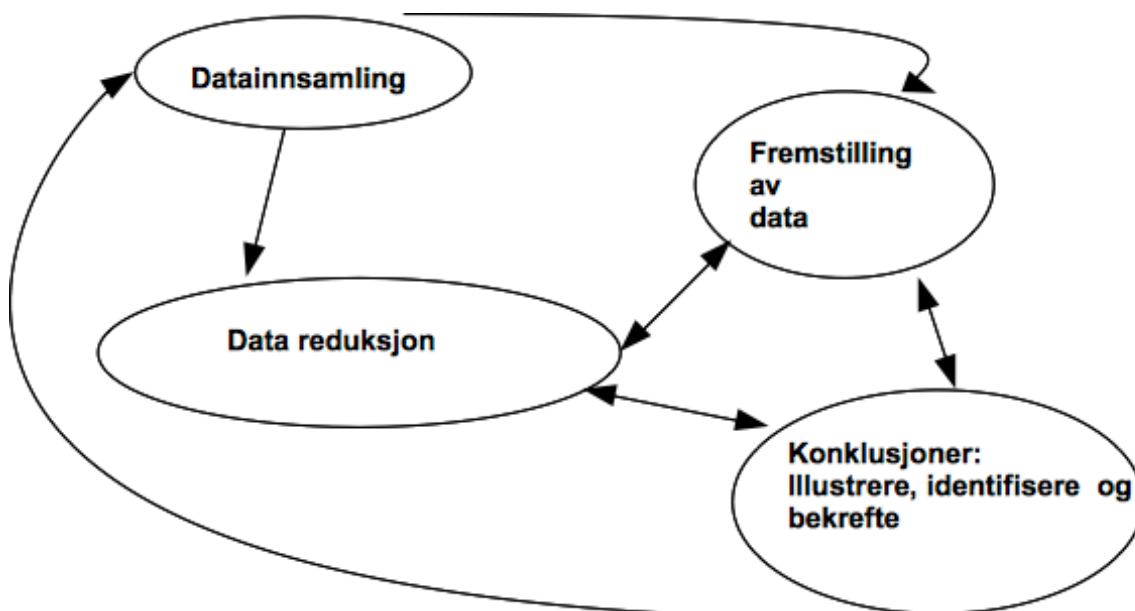 Datainnsamling
Fremstilling
av
data
Data reduksjon
Konklusjoner:
Illustrere, identifisere og
bekrefte